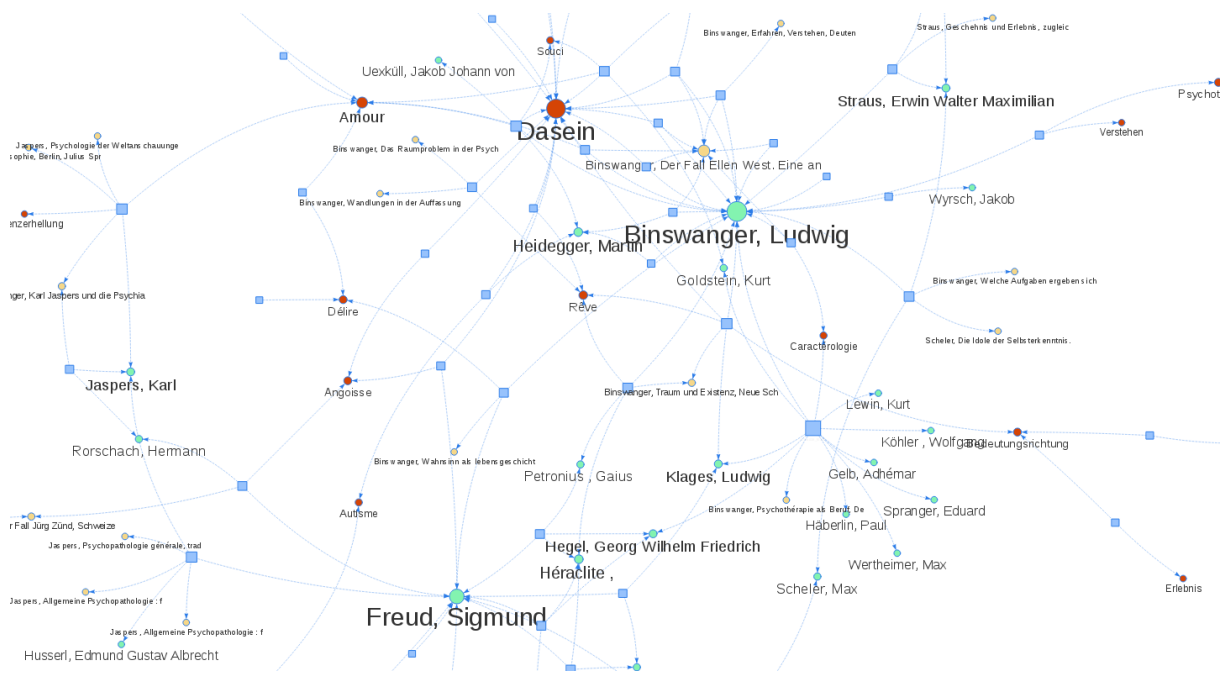 Souci
Binswanger, Erfahren, Verstehen, Deuten
Straus, Geschehnis und Erlebnis, zugleic
Uexküll, Jakob Johann von
Amour
Dasein
Straus, Erwin Walter Maximilian
Psychot
Verstehen
Jaspers, Psychologie der Weltanschauunge
sophie, Berlin, Julius Spr
Binswanger, Das Raumproblem in der Psych
Binswanger, Der Fall Ellen West. Eine an
Binswanger, Wandlungen in der Auffassung
Wyrsch, Jakob
enzerhellung
Heidegger, Martin
Binswanger, Ludwig
Goldstein, Kurt
Binswanger, Welche Aufgaben ergeben sich
nger, Karl Jaspers und die Psychia
Délire
Rêve
Caractérologie
Scheler, Die Idole der Selbsterkenntnis.
Jaspers, Karl
Angoisse
Binswanger, Traum und Existenz, Neue Sch
Lewin, Kurt
Rorschach, Hermann
Köhler , Wolfgang
Bedeutungsrichtung
Binswanger, Wahnsinn als lebensgeschicht
Petronius , Gaius
Klages, Ludwig
Gelb, Adhémar
Autisme
Binswanger, Psychothérapie als Beruf, De
Spranger, Eduard
Häberlin, Paul
r Fall Jürg Zünd, Schweize
Jaspers, Psychopathologie générale, trad
Hegel, Georg Wilhelm Friedrich
Héraclite ,
Wertheimer, Max
Scheler, Max
Erlebnis
Jaspers, Allgemeine Psychopathologie : f
Freud, Sigmund
Jaspers, Allgemeine Psychopathologie : f
Husserl, Edmund Gustav Albrecht